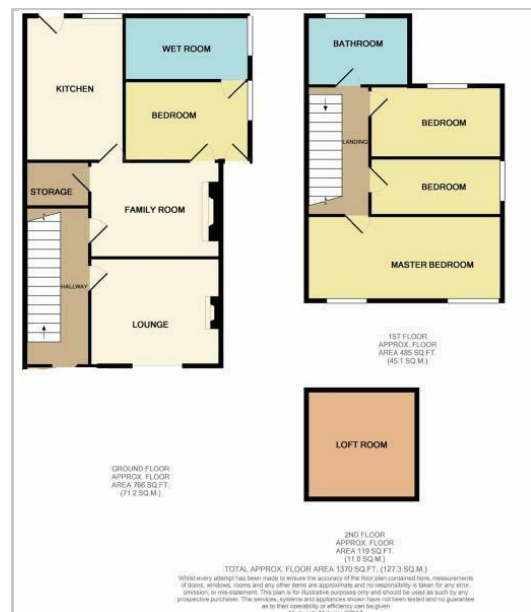 KITCHEN
WET ROOM
BEDROOM
STORAGE
FAMILY ROOM
HALLWAY
LOUNGE
GROUND FLOOR
APPROX. FLOOR
AREA 766 SQ.FT.
(71.2 SQ.M.)
BATHROOM
LANDING
BEDROOM
BEDROOM
MASTER BEDROOM
1ST FLOOR
APPROX. FLOOR
AREA 485 SQ.FT.
(45.1 SQ.M.)
LOFT ROOM
2ND FLOOR
APPROX. FLOOR
AREA 119 SQ.FT.
(11.0 SQ.M.)
TOTAL APPROX. FLOOR AREA 1370 SQ.FT. (127.3 SQ.M.)
Whilst every attempt has been made to ensure the accuracy of the floor plan contained here, measurements
of doors, windows, rooms and any other items are approximate and no responsibility is taken for any error,
omission, or mis-statement. This plan is for illustrative purposes only and should be used as such by any
prospective purchaser. The services, systems and appliances shown have not been tested and no guarantee
as to their operability or efficiency can be given